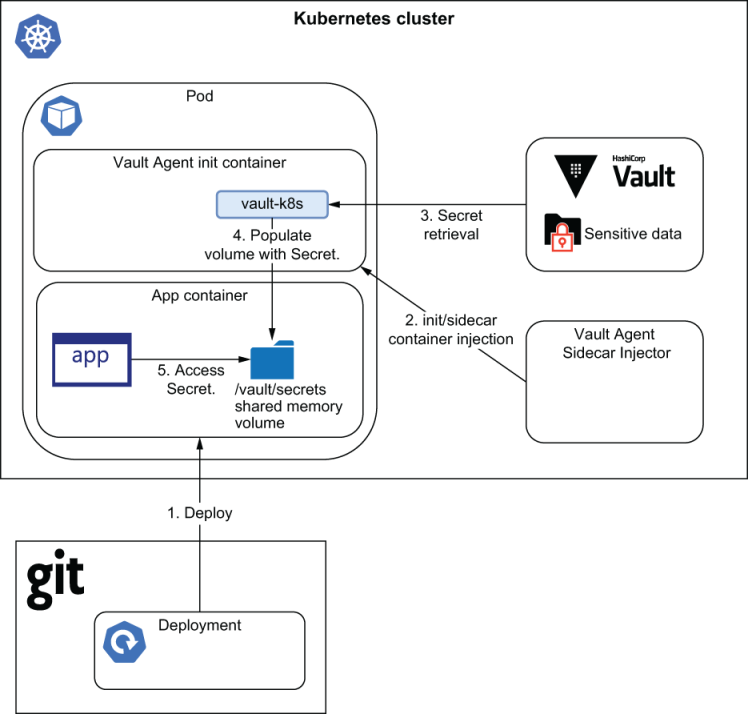 Kubernetes cluster
Pod
Vault Agent init container
vault-k8s
HashiCorp
Vault
Sensitive data
3. Secret
retrieval
4. Populate
volume with Secret.
App container
app
5. Access
Secret.
/vault/secrets
shared memory
volume
2. init/sidecar
container injection
Vault Agent
Sidecar Injector
1. Deploy
git
Deployment